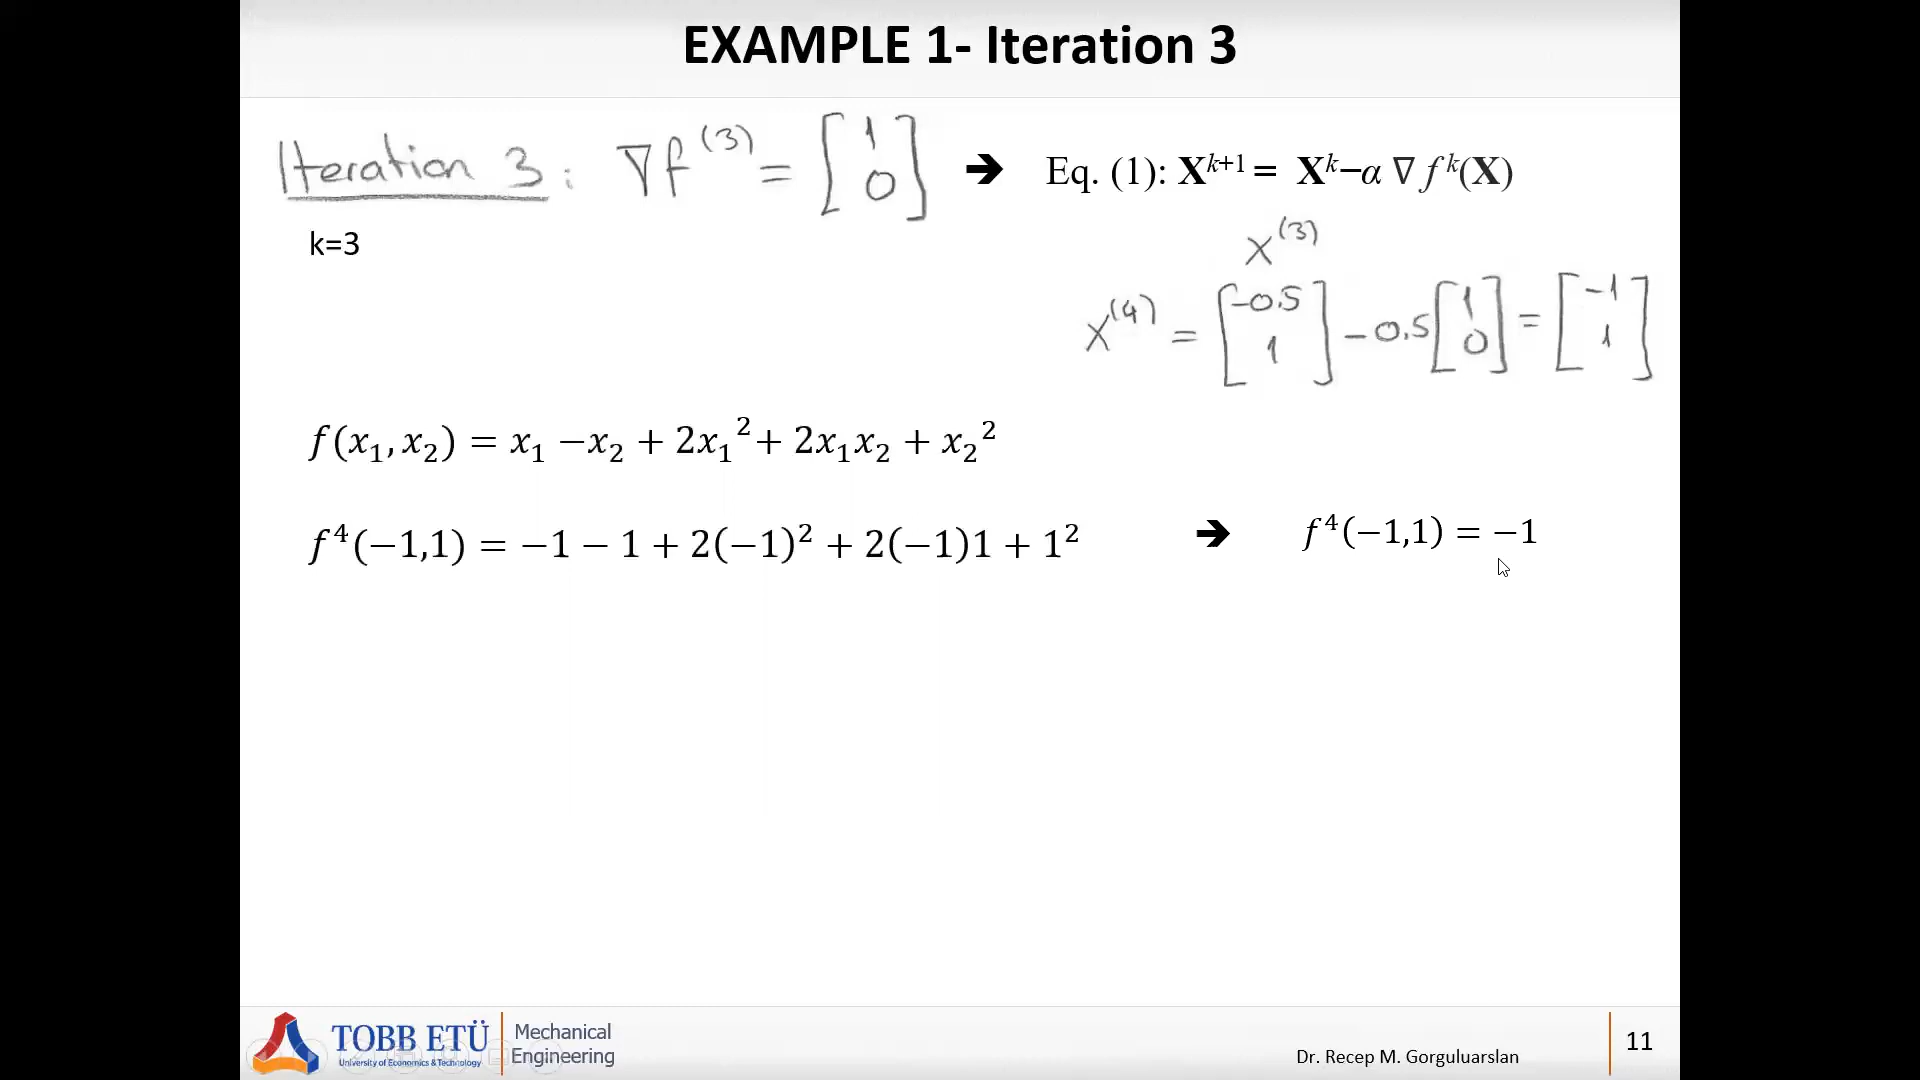 EXAMPLE 1- Iteration 3
Iteration 3: ∇f⁽³⁾ = [1 0] ➔ Eq. (1): Xᵏ⁺¹ = Xᵏ−α ∇ fᵏ(X)
k=3
X⁽³⁾
X⁽⁴⁾ = [-0.5 1] - 0.5 [1 0] = [-1 1]
f(x₁, x₂) = x₁ −x₂ + 2x₁² + 2x₁x₂ + x₂²
f⁴(−1,1) = −1 − 1 + 2(−1)² + 2(−1)1 + 1² ➔ f⁴(−1,1) = −1
TOBB ETÜ
University of Economics & Technology
Mechanical
Engineering
Dr. Recep M. Gorguluarslan
11